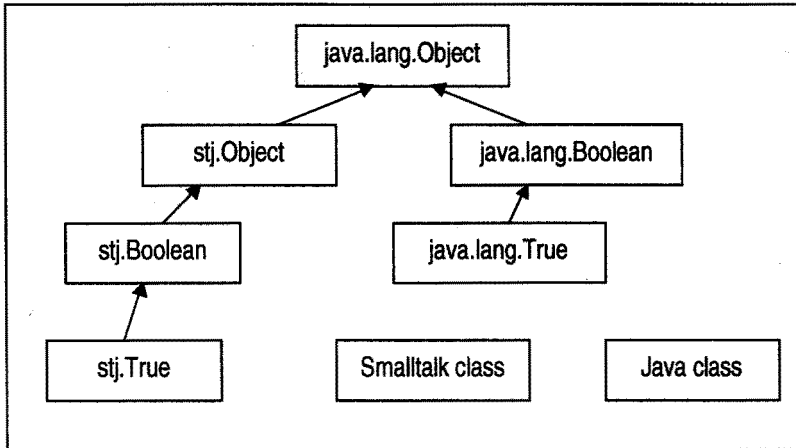 java.lang.Object
stj.Object
java.lang.Boolean
stj.Boolean
java.lang.True
stj.True
Smalltalk class
Java class